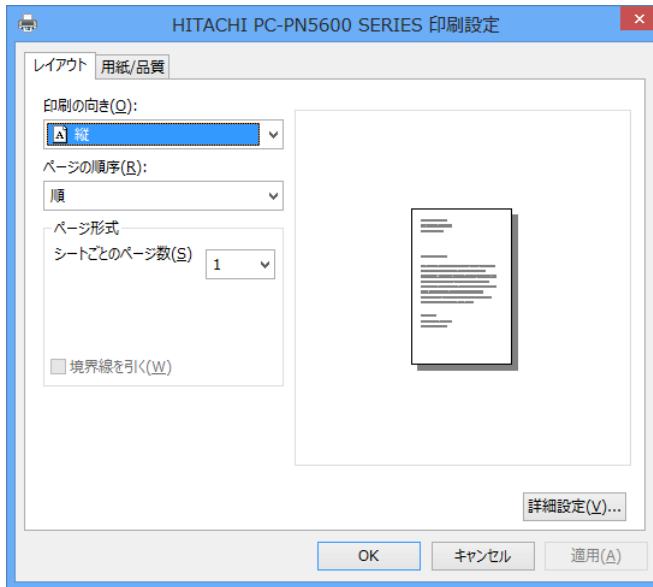 HITACHI PC-PN5600 SERIES 印刷設定
レイアウト 用紙/品質
印刷の向き(O):
縦
ページの順序(R):
順
ページ形式
シートごとのページ数(S) 1
境界線を引く(W)
詳細設定(V)...
OK キャンセル 適用(A)